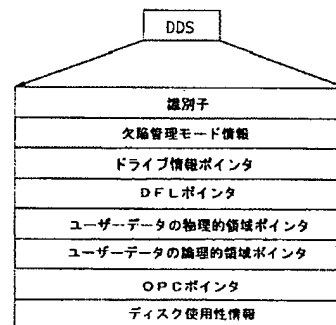 DDS
識別子
欠陥管理モード情報
ドライブ情報ポインタ
DFLポインタ
ユーザーデータの物理的領域ポインタ
ユーザーデータの論理的領域ポインタ
OPCポインタ
ディスク使用性情報